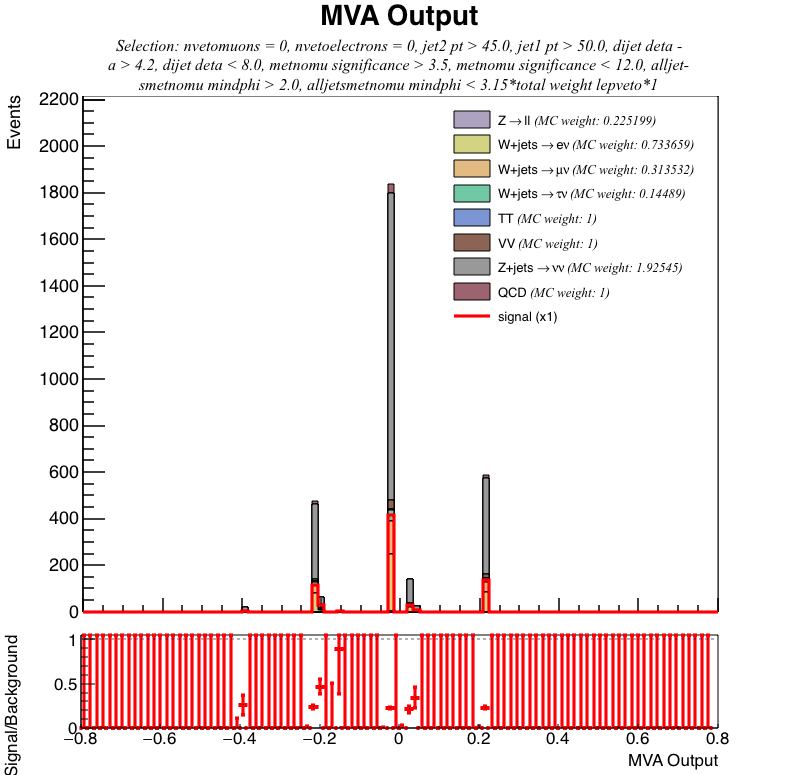 MVA Output
Selection: nvetomuons = 0, nvetoelectrons = 0, jet2 pt > 45.0, jet1 pt > 50.0, dijet deta -
a > 4.2, dijet deta < 8.0, metnomu significance > 3.5, metnomu significance < 12.0, alljet-
smetnomu mindphi > 2.0, alljetsmetnomu mindphi < 3.15*total weight lepveto*1
Events
2200
2000
1800
1600
1400
1200
1000
800
600
400
200
0
Z→ll (MC weight: 0.225199)
W+jets→eν (MC weight: 0.733659)
W+jets→μν (MC weight: 0.313532)
W+jets→τν (MC weight: 0.14489)
TT (MC weight: 1)
VV (MC weight: 1)
Z+jets→νν (MC weight: 1.92545)
QCD (MC weight: 1)
signal (x1)
Signal/Background
1
0.5
0
−0.8 −0.6 −0.4 −0.2 0 0.2 0.4 0.6 0.8
MVA Output